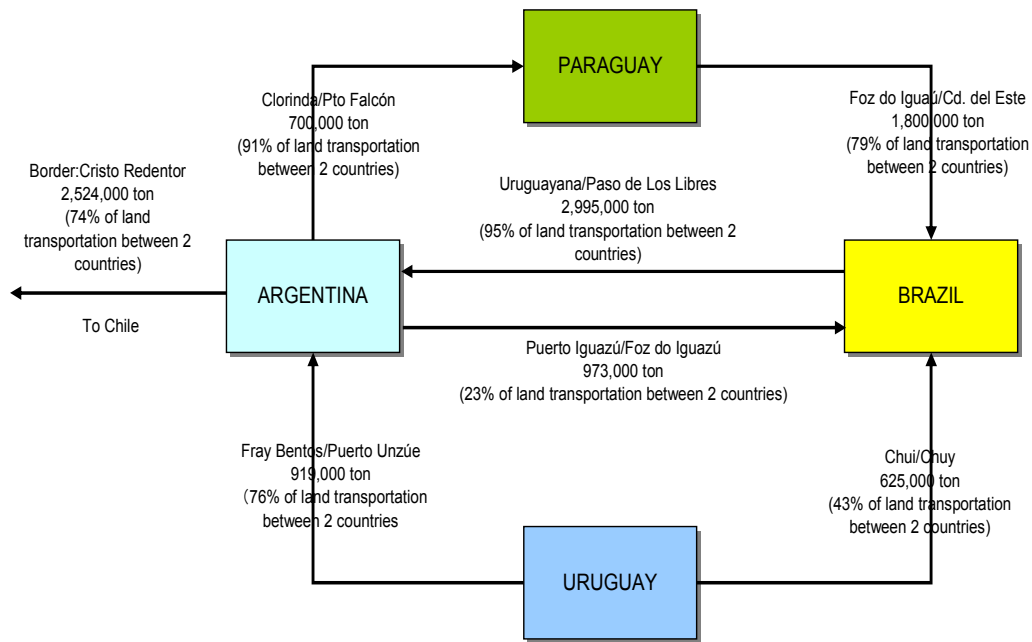 PARAGUAY
Clorinda/Pto Falcón
700,000 ton
(91% of land transportation
between 2 countries)
Foz do Iguaú/Cd. del Este
1,800,000 ton
(79% of land transportation
between 2 countries)
Border:Cristo Redentor
2,524,000 ton
(74% of land
transportation between 2
countries)
Uruguayana/Paso de Los Libres
2,995,000 ton
(95% of land transportation between 2
countries)
ARGENTINA
BRAZIL
To Chile
Puerto Iguazú/Foz do Iguazú
973,000 ton
(23% of land transportation between 2 countries)
Fray Bentos/Puerto Unzúe
919,000 ton
(76% of land transportation
between 2 countries
Chui/Chuy
625,000 ton
(43% of land transportation
between 2 countries)
URUGUAY